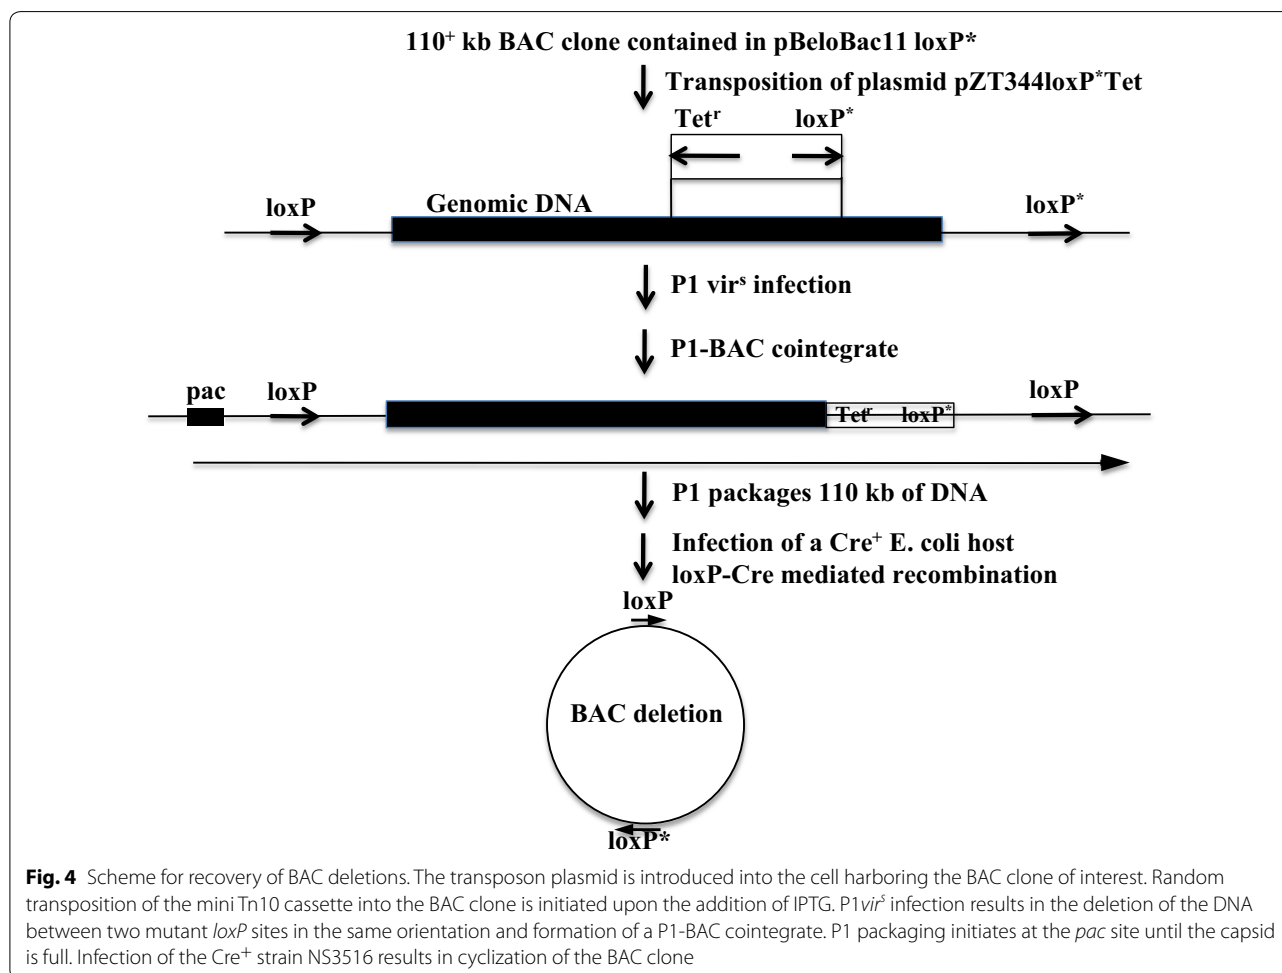 110⁺ kb BAC clone contained in pBeloBac11 loxP*
Transposition of plasmid pZT344loxP*Tet
Tetʳ loxP*
loxP Genomic DNA loxP*
P1 virˢ infection
P1-BAC cointegrate
pac loxP loxP
Tetʳ loxP*
P1 packages 110 kb of DNA
Infection of a Cre⁺ E. coli host
loxP-Cre mediated recombination
loxP
BAC deletion
loxP*
Fig. 4 Scheme for recovery of BAC deletions. The transposon plasmid is introduced into the cell harboring the BAC clone of interest. Random
transposition of the mini Tn10 cassette into the BAC clone is initiated upon the addition of IPTG. P1virˢ infection results in the deletion of the DNA
between two mutant loxP sites in the same orientation and formation of a P1-BAC cointegrate. P1 packaging initiates at the pac site until the capsid
is full. Infection of the Cre⁺ strain NS3516 results in cyclization of the BAC clone